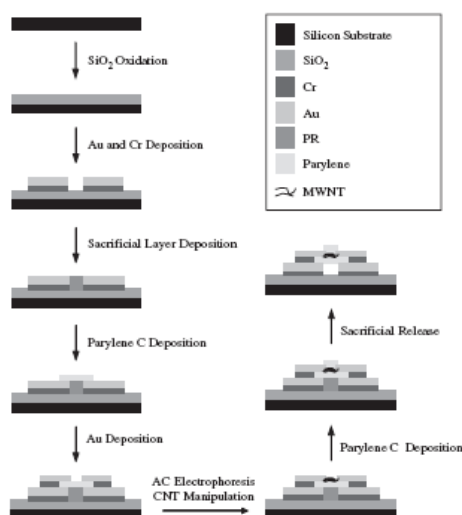 SiO₂ Oxidation
Au and Cr Deposition
Sacrificial Layer Deposition
Parylene C Deposition
Au Deposition
AC Electrophoresis
CNT Manipulation
Parylene C Deposition
Sacrificial Release
Silicon Substrate
SiO₂
Cr
Au
PR
Parylene
MWNT